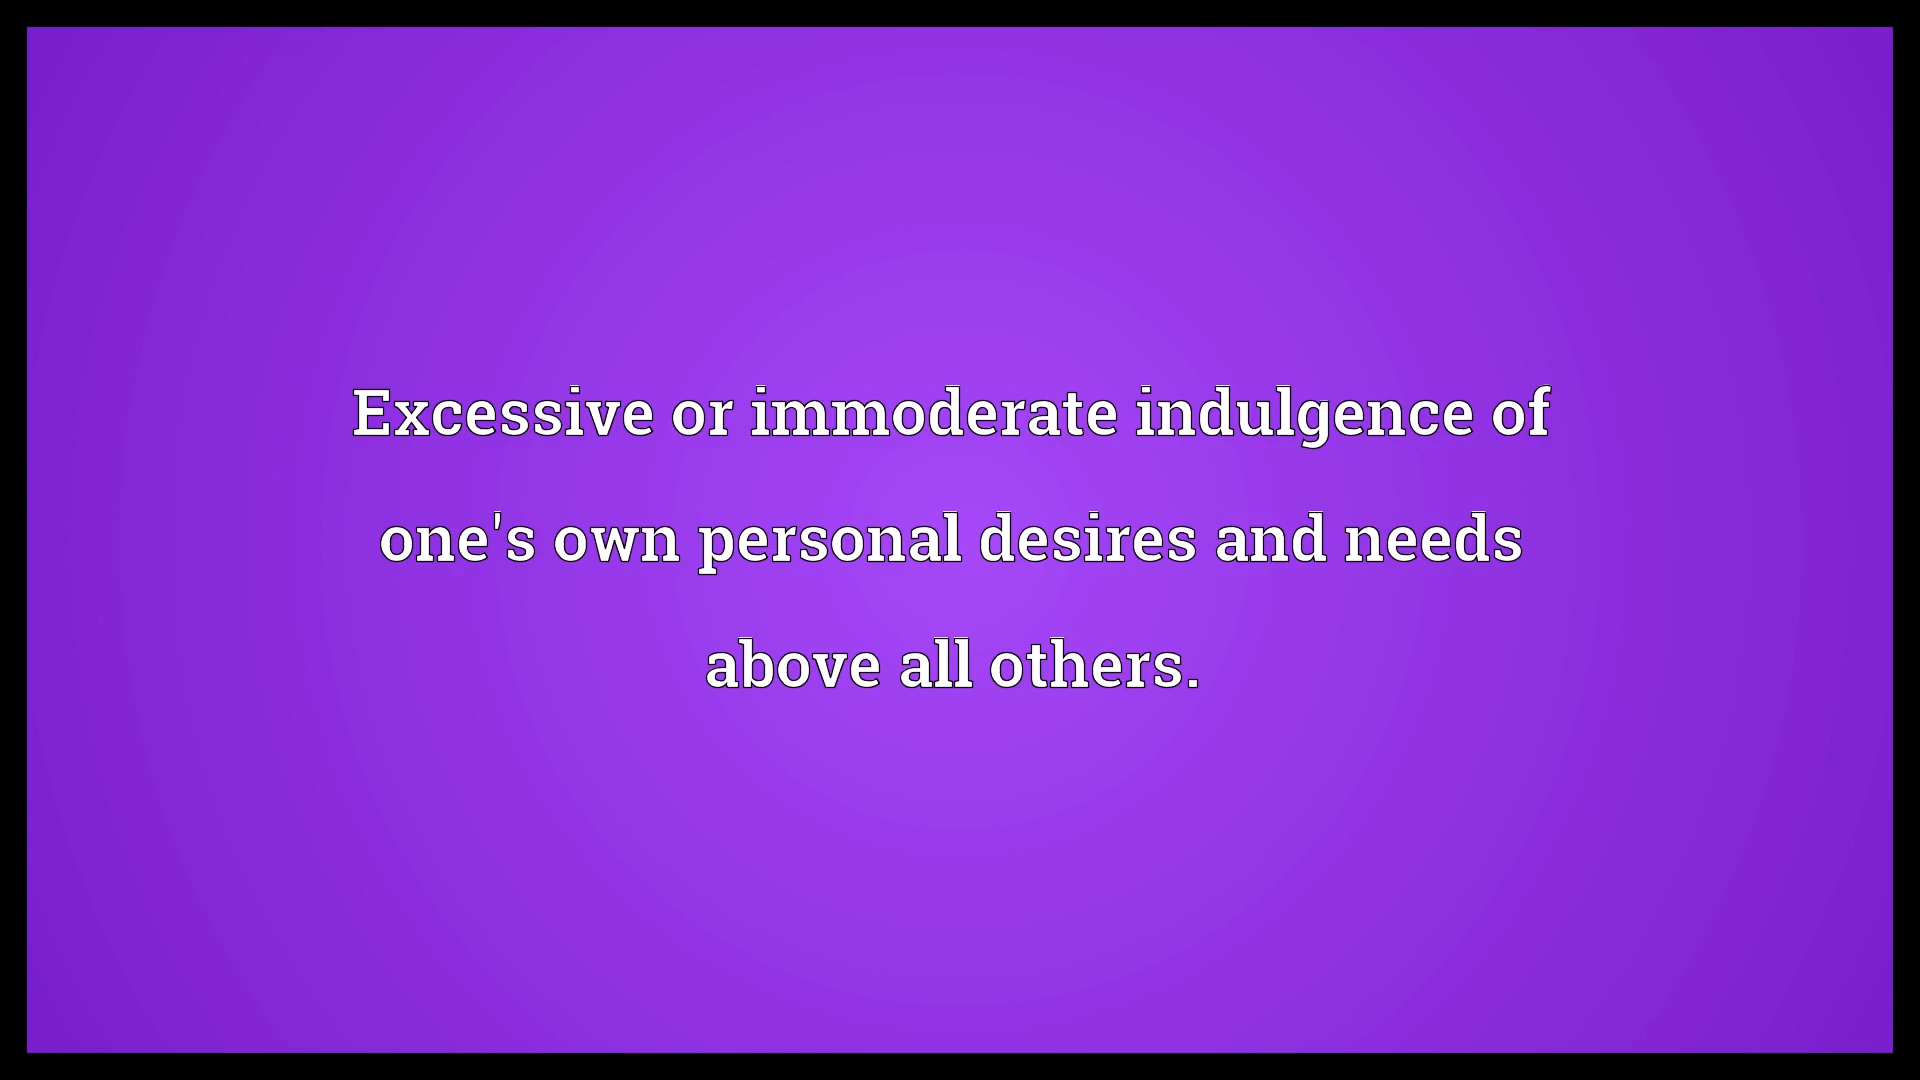 Excessive or immoderate indulgence of
one's own personal desires and needs
above all others.